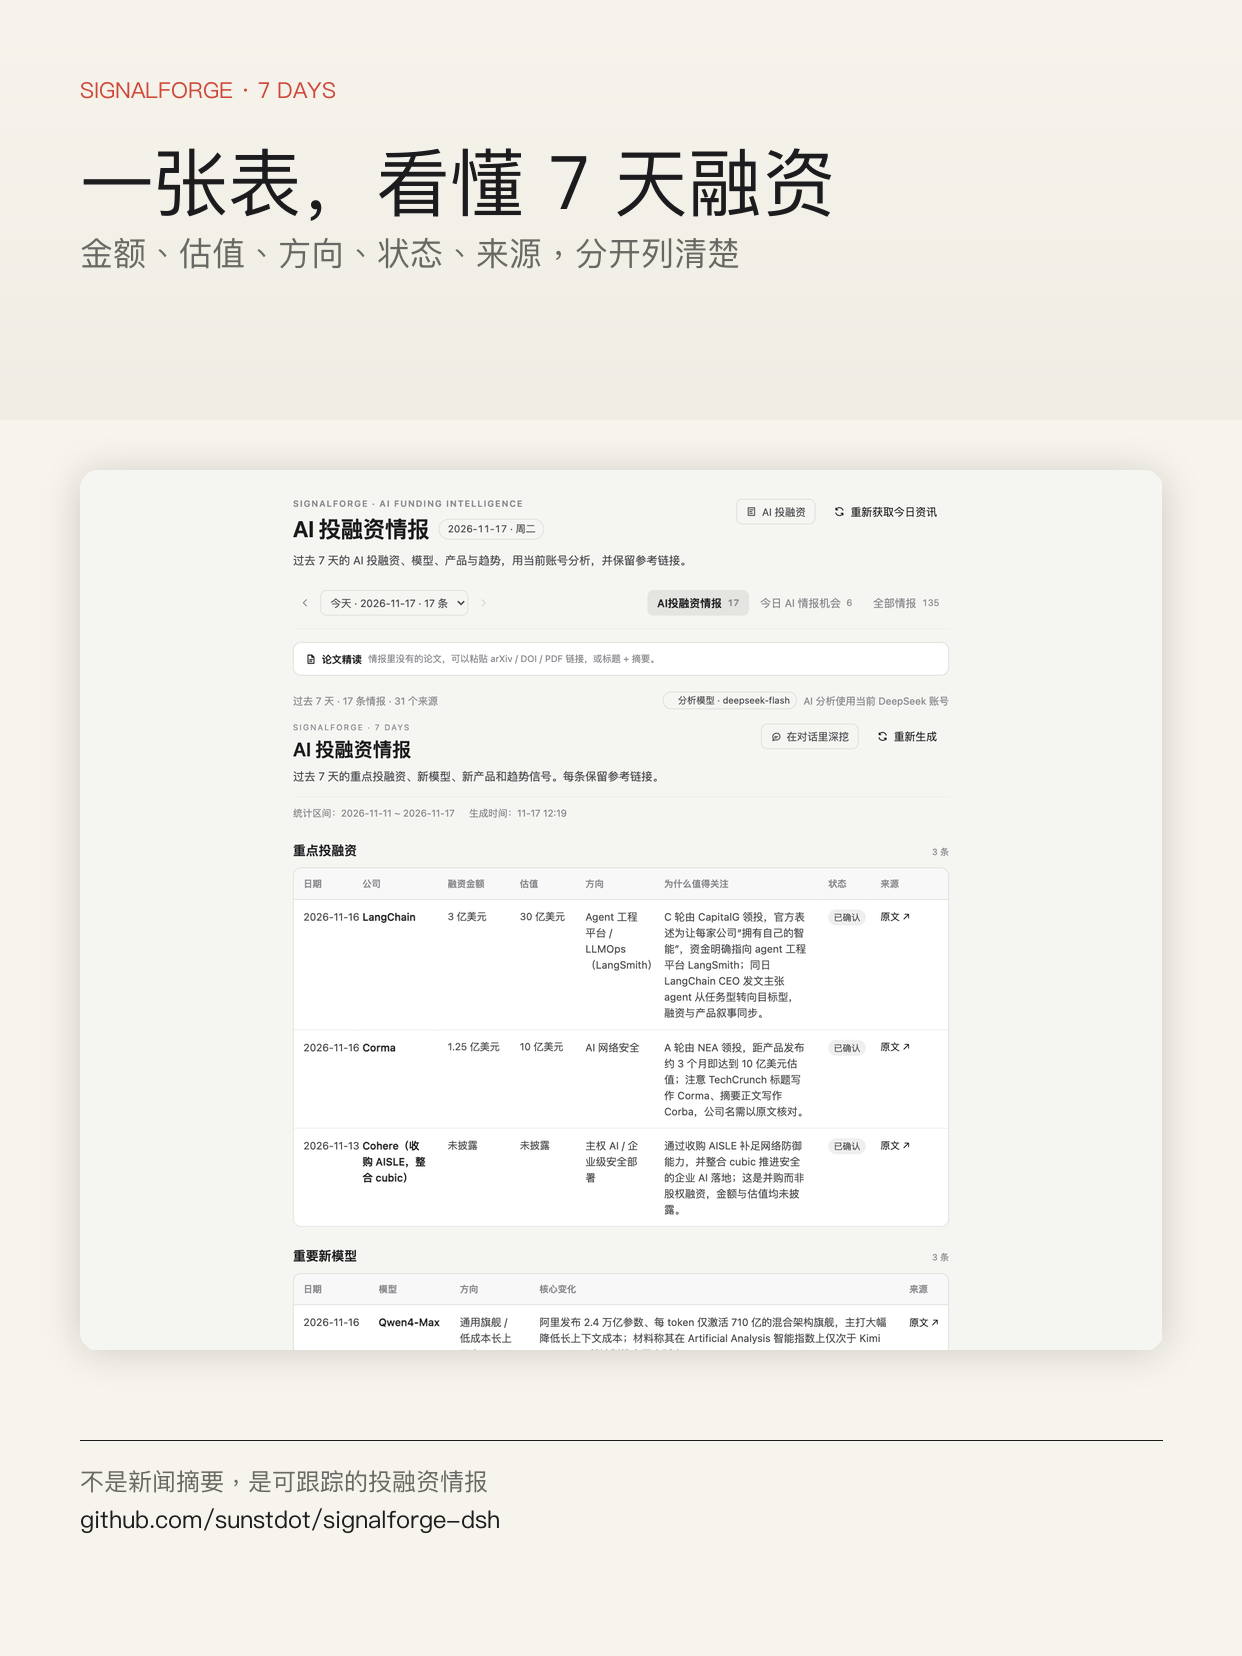 SIGNALFORGE · 7 DAYS
一张表，看懂 7 天融资
金额、估值、方向、状态、来源，分开列清楚
SIGNALFORGE · AI FUNDING INTELLIGENCE
AI 投融资情报
2026-11-17 · 周二
AI 投融资
重新获取今日资讯
过去 7 天的 AI 投融资、模型、产品与趋势，用当前账号分析，并保留参考链接。
今天 · 2026-11-17 · 17 条
AI投融资情报 17
今日 AI 情报机会 6
全部情报 135
论文精读 情报里没有的论文，可以粘贴 arXiv / DOI / PDF 链接，或标题 + 摘要。
过去 7 天 · 17 条情报 · 31 个来源
分析模型 · deepseek-flash
AI 分析使用当前 DeepSeek 账号
SIGNALFORGE · 7 DAYS
AI 投融资情报
在对话里深挖
重新生成
过去 7 天的重点投融资、新模型、新产品和趋势信号。每条保留参考链接。
统计区间：2026-11-11 ~ 2026-11-17 生成时间：11-17 12:19
重点投融资
3 条
日期 公司 融资金额 估值 方向 为什么值得关注 状态 来源
2026-11-16 LangChain 3 亿美元 30 亿美元
Agent 工程
平台 /
LLMOps
（LangSmith）
C 轮由 CapitalG 领投，官方表
述为让每家公司“拥有自己的智
能”，资金明确指向 agent 工程
平台 LangSmith；同日
LangChain CEO 发文主张
agent 从任务型转向目标型，
融资与产品叙事同步。
已确认 原文 ↗
2026-11-16 Corma 1.25 亿美元 10 亿美元 AI 网络安全
A 轮由 NEA 领投，距产品发布
约 3 个月即达到 10 亿美元估
值；注意 TechCrunch 标题写
作 Corma、摘要正文写作
Corba，公司名需以原文核对。
已确认 原文 ↗
2026-11-13
Cohere（收
购 AISLE，整
合 cubic）
未披露 未披露
主权 AI / 企
业级安全部
署
通过收购 AISLE 补足网络防御
能力，并整合 cubic 推进安全
的企业 AI 落地；这是并购而非
股权融资，金额与估值均未披
露。
已确认 原文 ↗
重要新模型
3 条
日期 模型 方向 核心变化 来源
2026-11-16 Qwen4-Max
通用旗舰 /
低成本长上
阿里发布 2.4 万亿参数、每 token 仅激活 710 亿的混合架构旗舰，主打大幅
降低长上下文成本；材料称其在 Artificial Analysis 智能指数上仅次于 Kimi
原文 ↗
不是新闻摘要，是可跟踪的投融资情报
github.com/sunstdot/signalforge-dsh